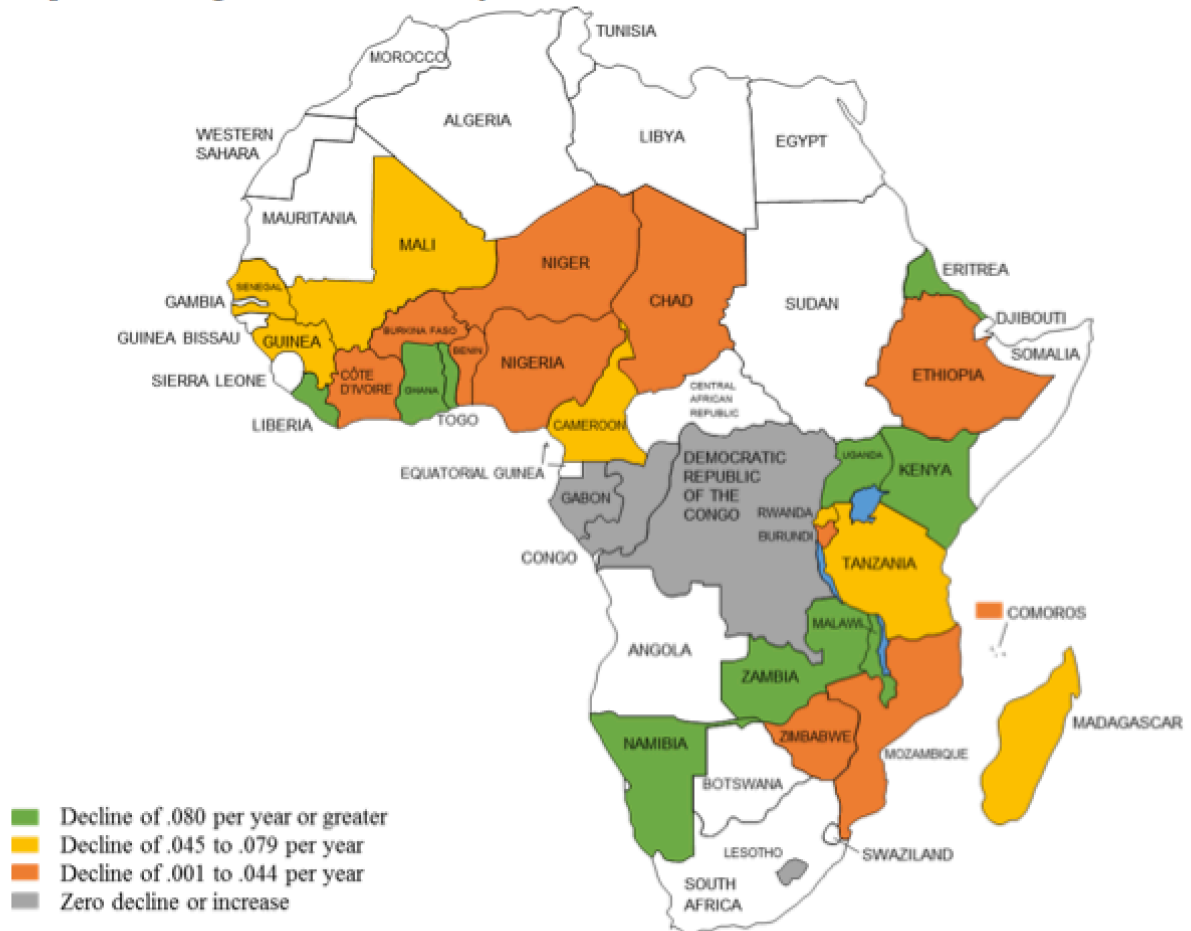 TUNISIA
MOROCCO
ALGERIA
LIBYA
EGYPT
WESTERN
SAHARA
MAURITANIA
MALI
NIGER
CHAD
SUDAN
ERITREA
SENEGAL
GAMBIA
DJIBOUTI
GUINEA BISSAU
GUINEA
BURKINA FASO
BENIN
NIGERIA
SOMALIA
SIERRA LEONE
CÔTE
D'IVOIRE
GHANA
ETHIOPIA
CENTRAL
AFRICAN
REPUBLIC
LIBERIA
TOGO
CAMEROON
EQUATORIAL GUINEA
DEMOCRATIC
REPUBLIC
OF THE
CONGO
UGANDA
KENYA
GABON
RWANDA
BURUNDI
CONGO
TANZANIA
COMOROS
MALAWI
ANGOLA
ZAMBIA
MADAGASCAR
NAMIBIA
ZIMBABWE
MOZAMBIQUE
BOTSWANA
LESOTHO
SWAZILAND
SOUTH
AFRICA
Decline of .080 per year or greater
Decline of .045 to .079 per year
Decline of .001 to .044 per year
Zero decline or increase